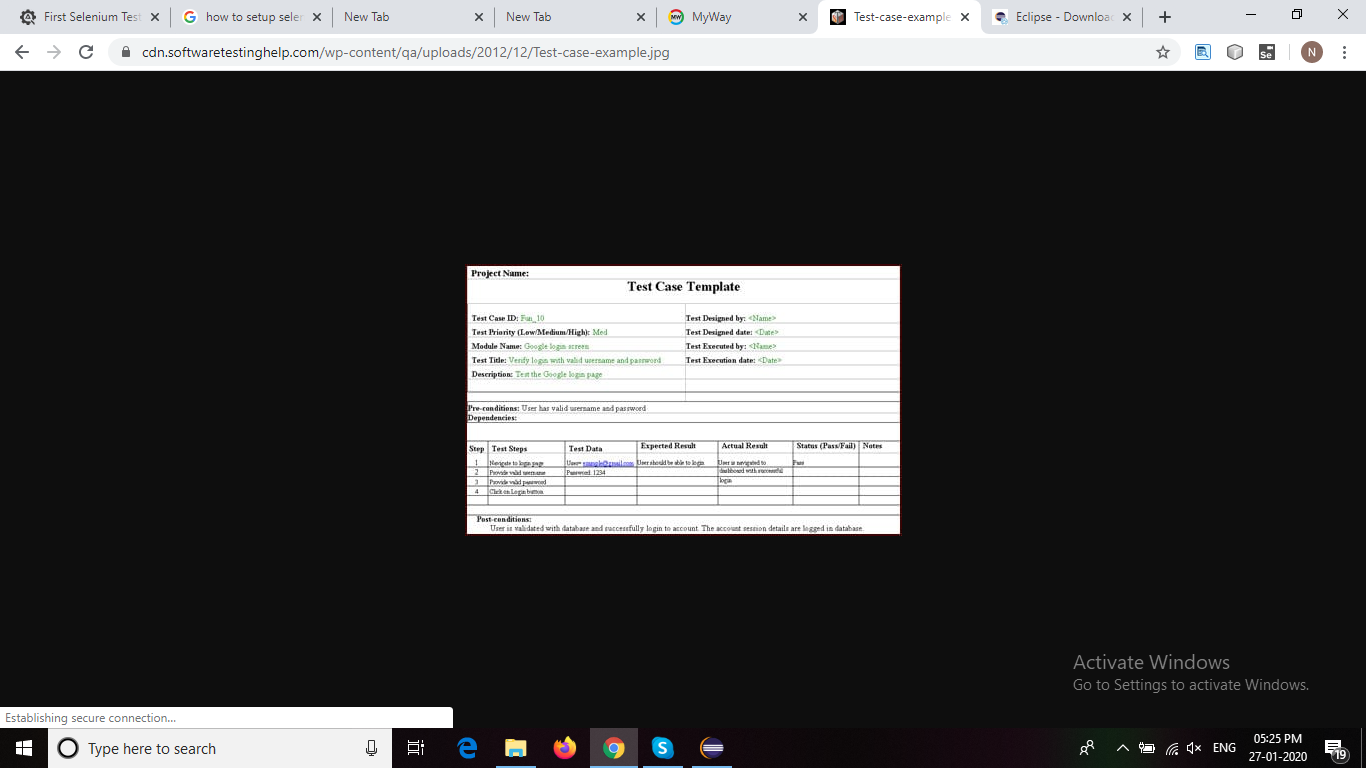 First Selenium Test
how to setup seler
New Tab
New Tab
MyWay
Test-case-example
Eclipse - Downloac
cdn.softwaretestinghelp.com/wp-content/qa/uploads/2012/12/Test-case-example.jpg
Se
N
Project Name:
Test Case Template
Test Case ID: Fun_10
Test Designed by: <Name>
Test Priority (Low/Medium/High): Med
Test Designed date: <Date>
Module Name: Google login screen
Test Executed by: <Name>
Test Title: Verify login with valid username and password
Test Execution date: <Date>
Description: Test the Google login page
Pre-conditions: User has valid username and password
Dependencies:
Step Test Steps Test Data Expected Result Actual Result Status (Pass/Fail) Notes
1 Navigate to login page User= example@gmail.com User should be able to login User is navigated to Pass
2 Provide valid username Password: 1234 dashboard with successful
3 Provide valid password login
4 Click on Login button
Post-conditions:
User is validated with database and successfully login to account. The account session details are logged in database.
Activate Windows
Go to Settings to activate Windows.
Establishing secure connection...
Type here to search
ENG
05:25 PM
27-01-2020
19